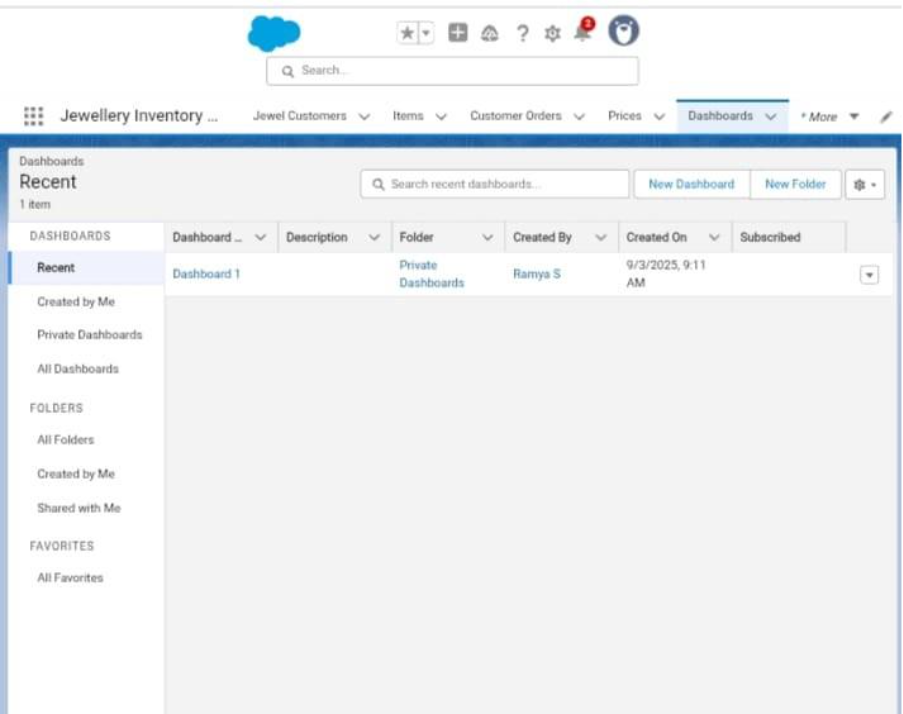 2
Search...
Jewellery Inventory ...
Jewel Customers
Items
Customer Orders
Prices
Dashboards
* More
Dashboards
Recent
1 item
Search recent dashboards...
New Dashboard
New Folder
DASHBOARDS
Recent
Created by Me
Private Dashboards
All Dashboards
FOLDERS
All Folders
Created by Me
Shared with Me
FAVORITES
All Favorites
Dashboard ...
Description
Folder
Created By
Created On
Subscribed
Dashboard 1
Private
Dashboards
Ramya S
9/3/2025, 9:11
AM